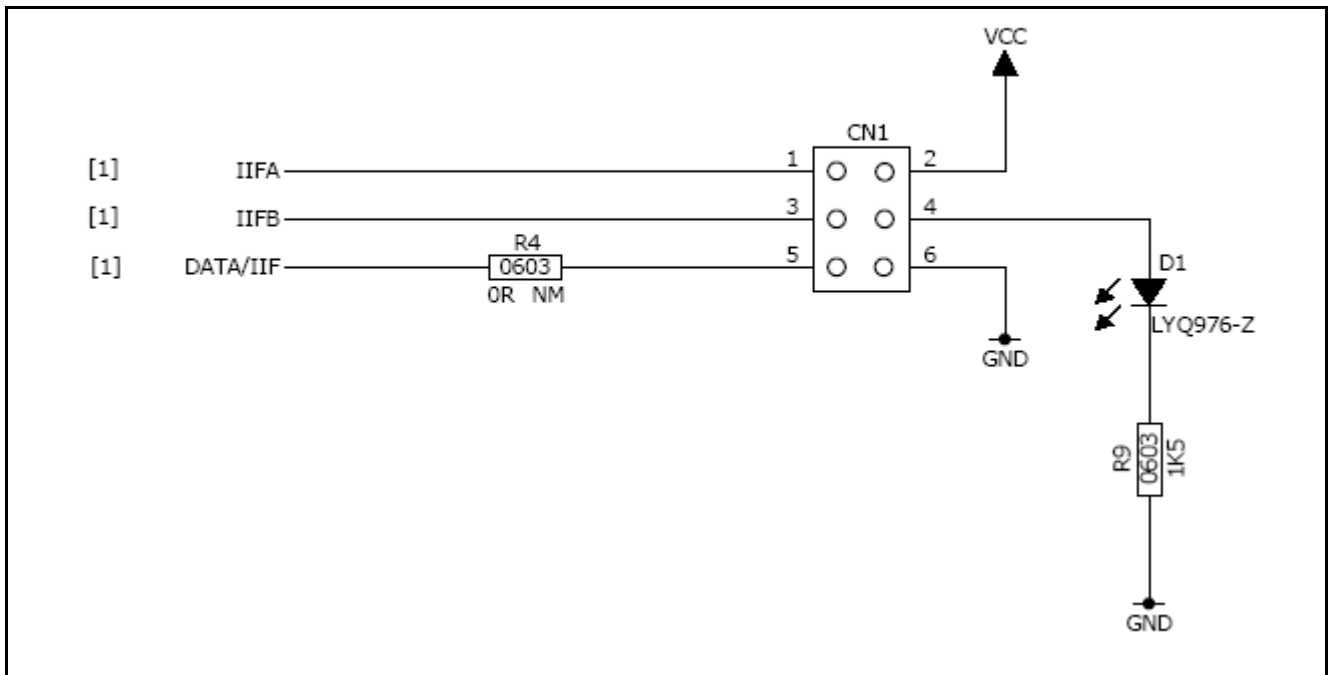 VCC
CN1
[1] IIFA 1 2
[1] IIFB 3 4
R4
[1] DATA/IIF 0603 5 6
0R NM
D1
LYQ976-Z
GND
R9 0603 1K5
GND